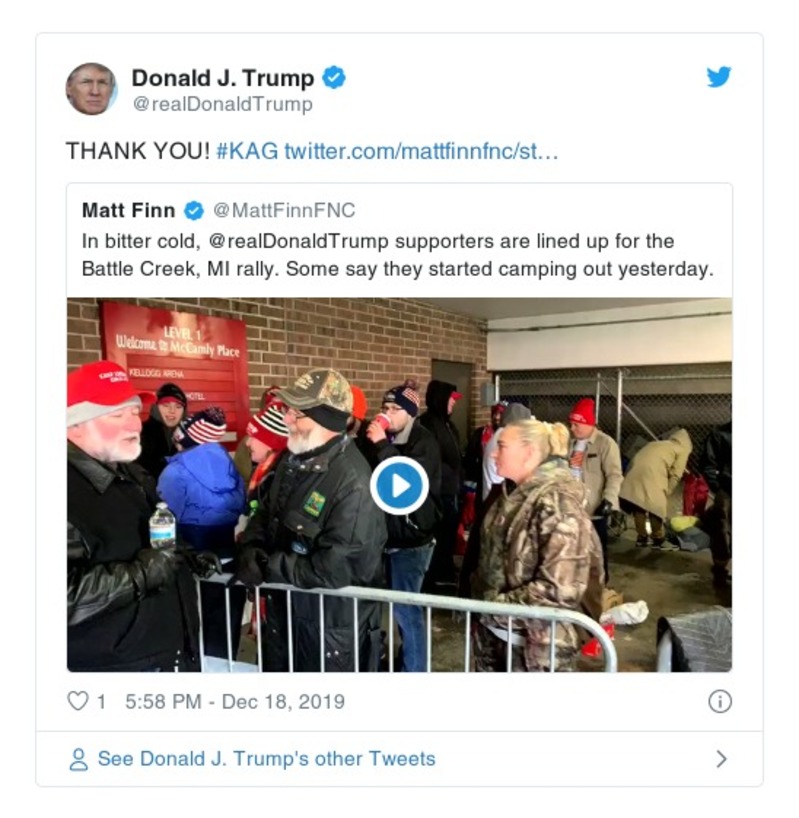 Donald J. Trump
@realDonaldTrump
THANK YOU! #KAG twitter.com/mattfinnfnc/st…
Matt Finn @MattFinnFNC
In bitter cold, @realDonaldTrump supporters are lined up for the
Battle Creek, MI rally. Some say they started camping out yesterday.
LEVEL 1
Welcome to McCamly Place
KELLOGG ARENA
HOTEL
1 5:58 PM - Dec 18, 2019
See Donald J. Trump's other Tweets